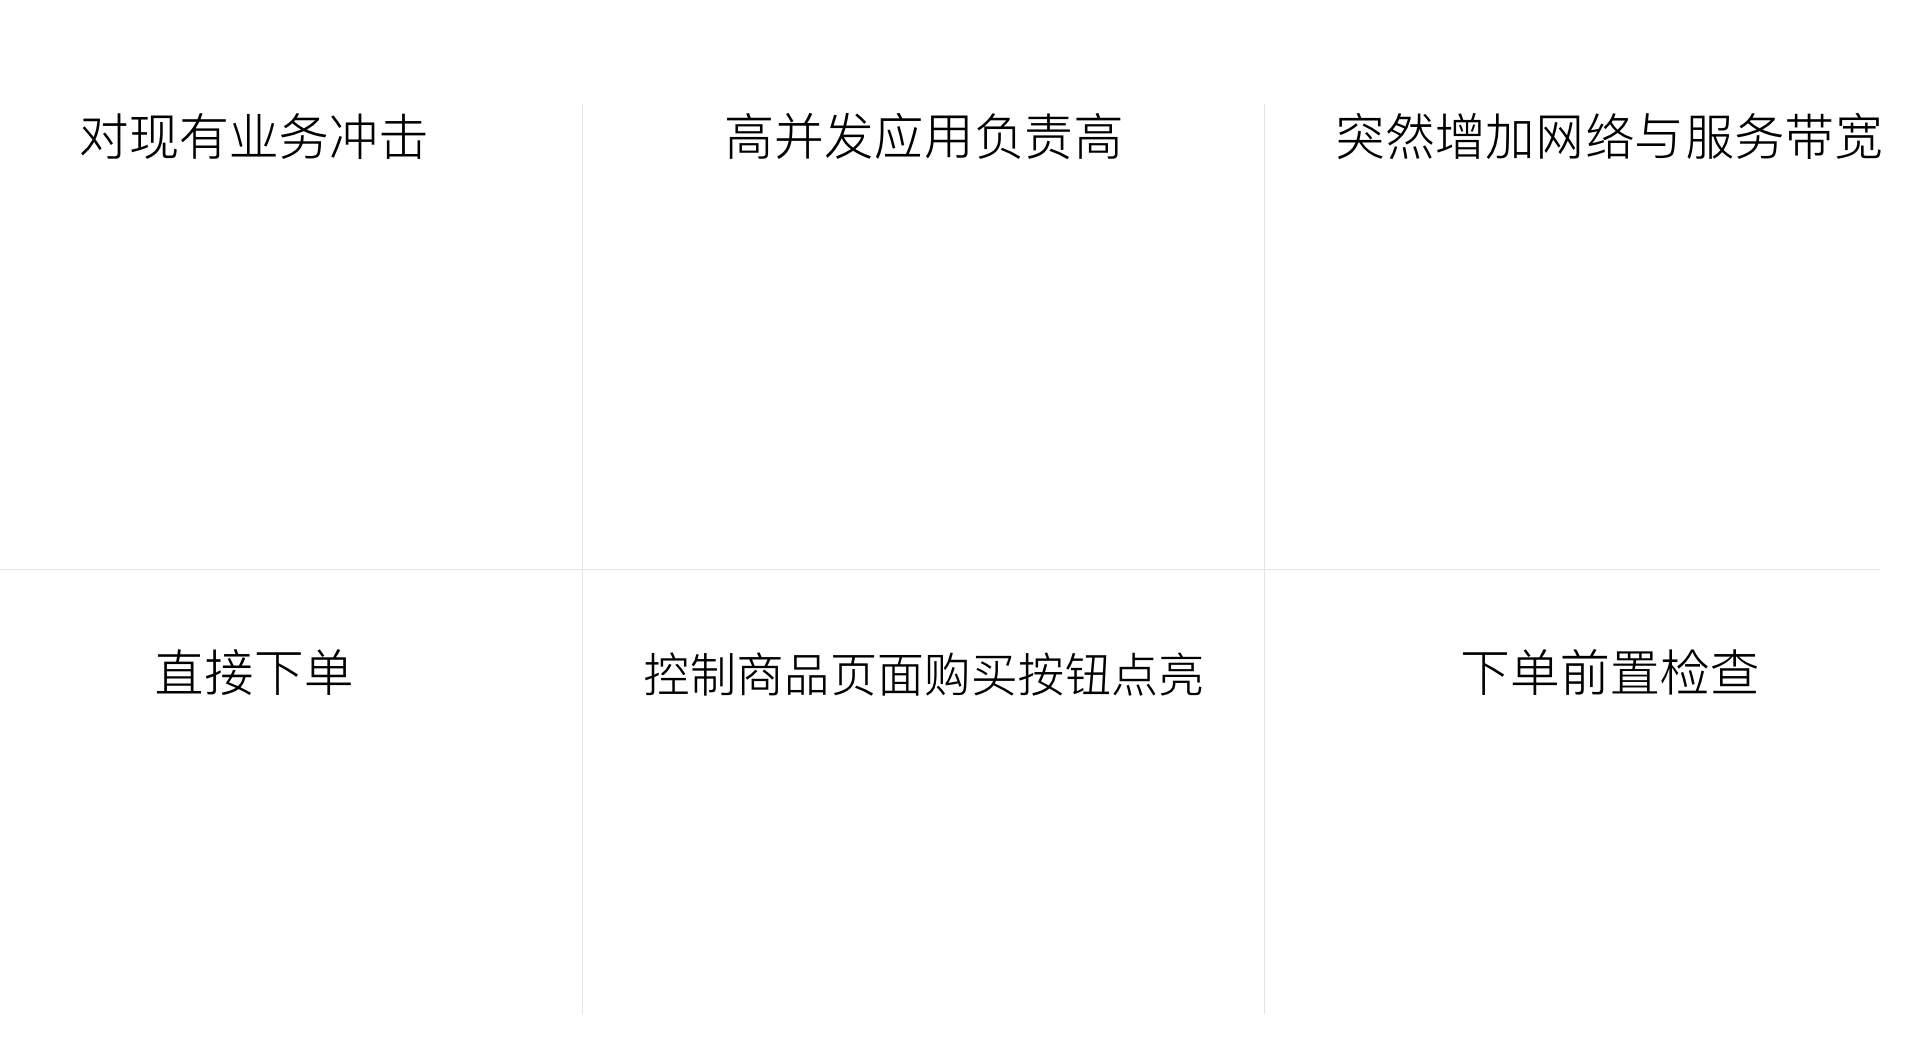 对现有业务冲击
高并发应用负责高
突然增加网络与服务带宽
直接下单
控制商品页面购买按钮点亮
下单前置检查